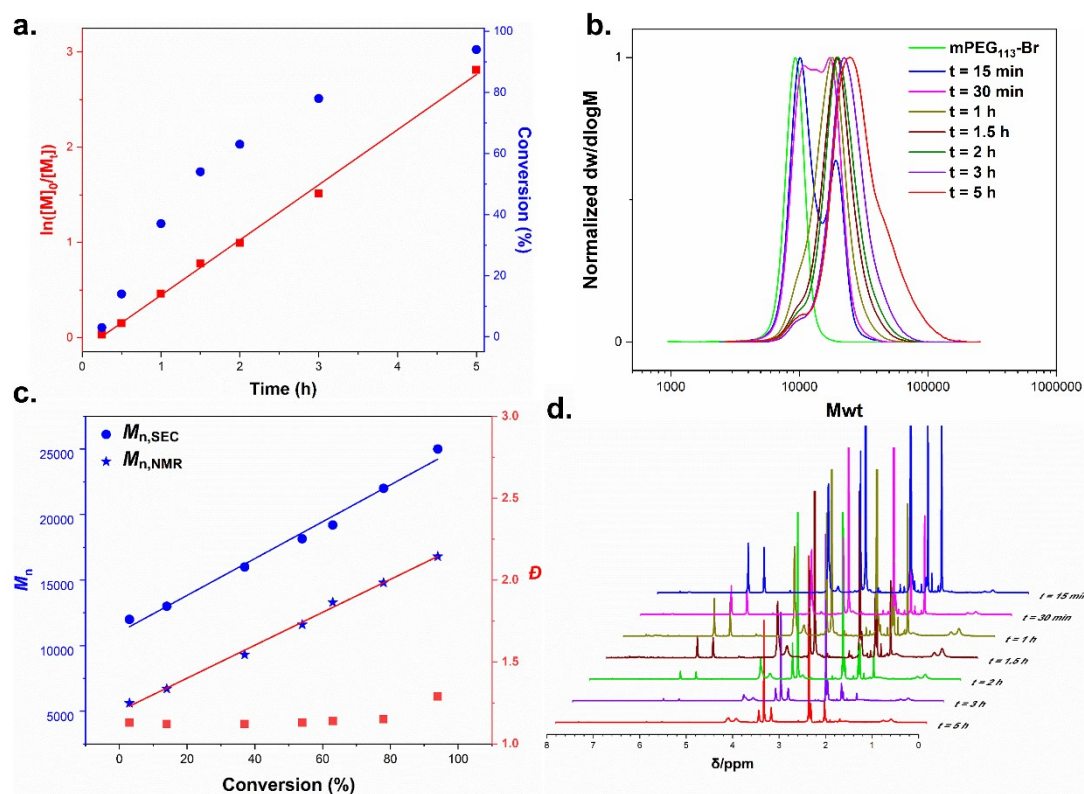 a.
ln([M]0/[Mt])
3
2
1
0
0
1
2
3
4
5
Time (h)
100
80
60
40
20
0
Conversion (%)
b.
Normalized dw/dlogM
1
0
mPEG113-Br
t = 15 min
t = 30 min
t = 1 h
t = 1.5 h
t = 2 h
t = 3 h
t = 5 h
1000
10000
100000
1000000
Mwt
c.
Mn,SEC
Mn,NMR
Mn
25000
20000
15000
10000
5000
0
20
40
60
80
100
Conversion (%)
3.0
2.5
2.0
1.5
1.0
Đ
d.
t = 15 min
t = 30 min
t = 1 h
t = 1.5 h
t = 2 h
t = 3 h
t = 5 h
8
7
6
5
4
3
2
1
0
δ/ppm